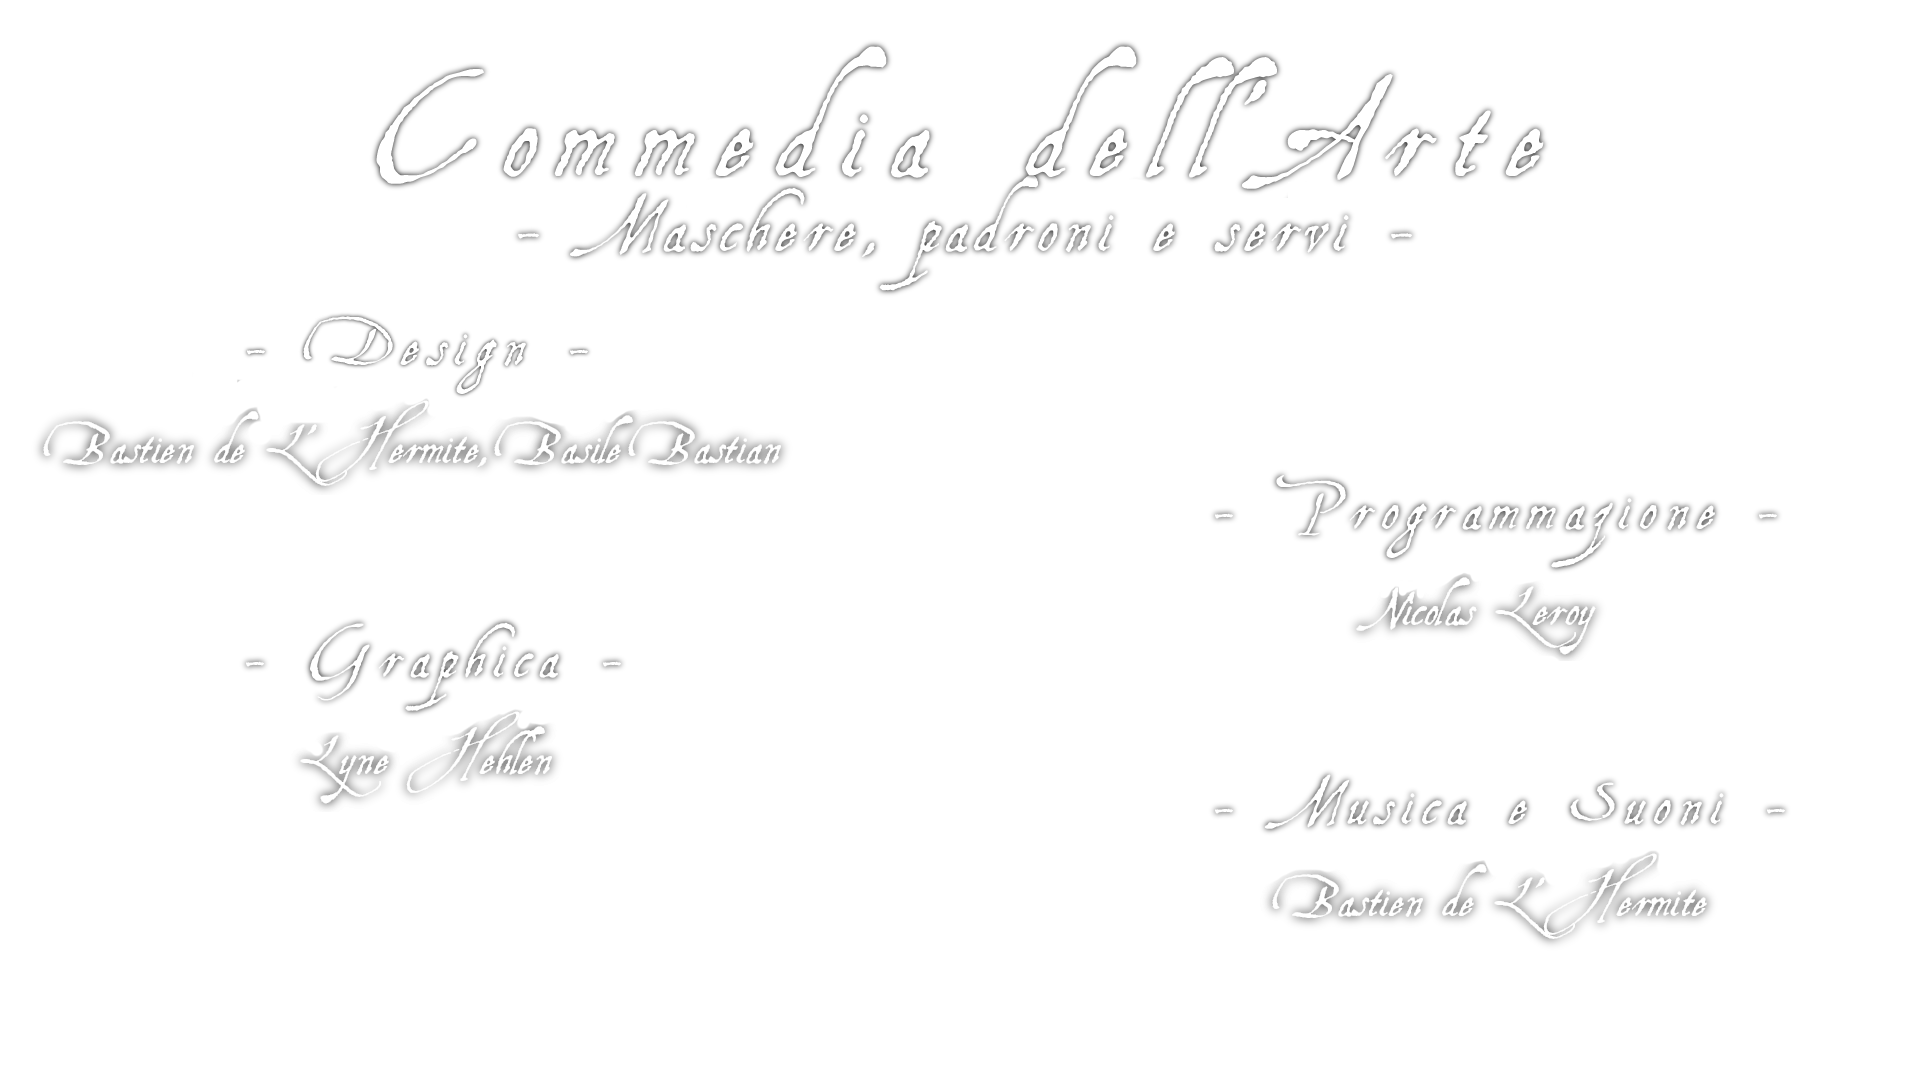 Commedia dell'Arte
- Maschere, padroni e servi -
- Design -
Bastien de L'Hermite, Basile Bastian
- Graphica -
Lyne Hehlen
- Programmazione -
Nicolas Leroy
- Musica e Suoni -
Bastien de L'Hermite